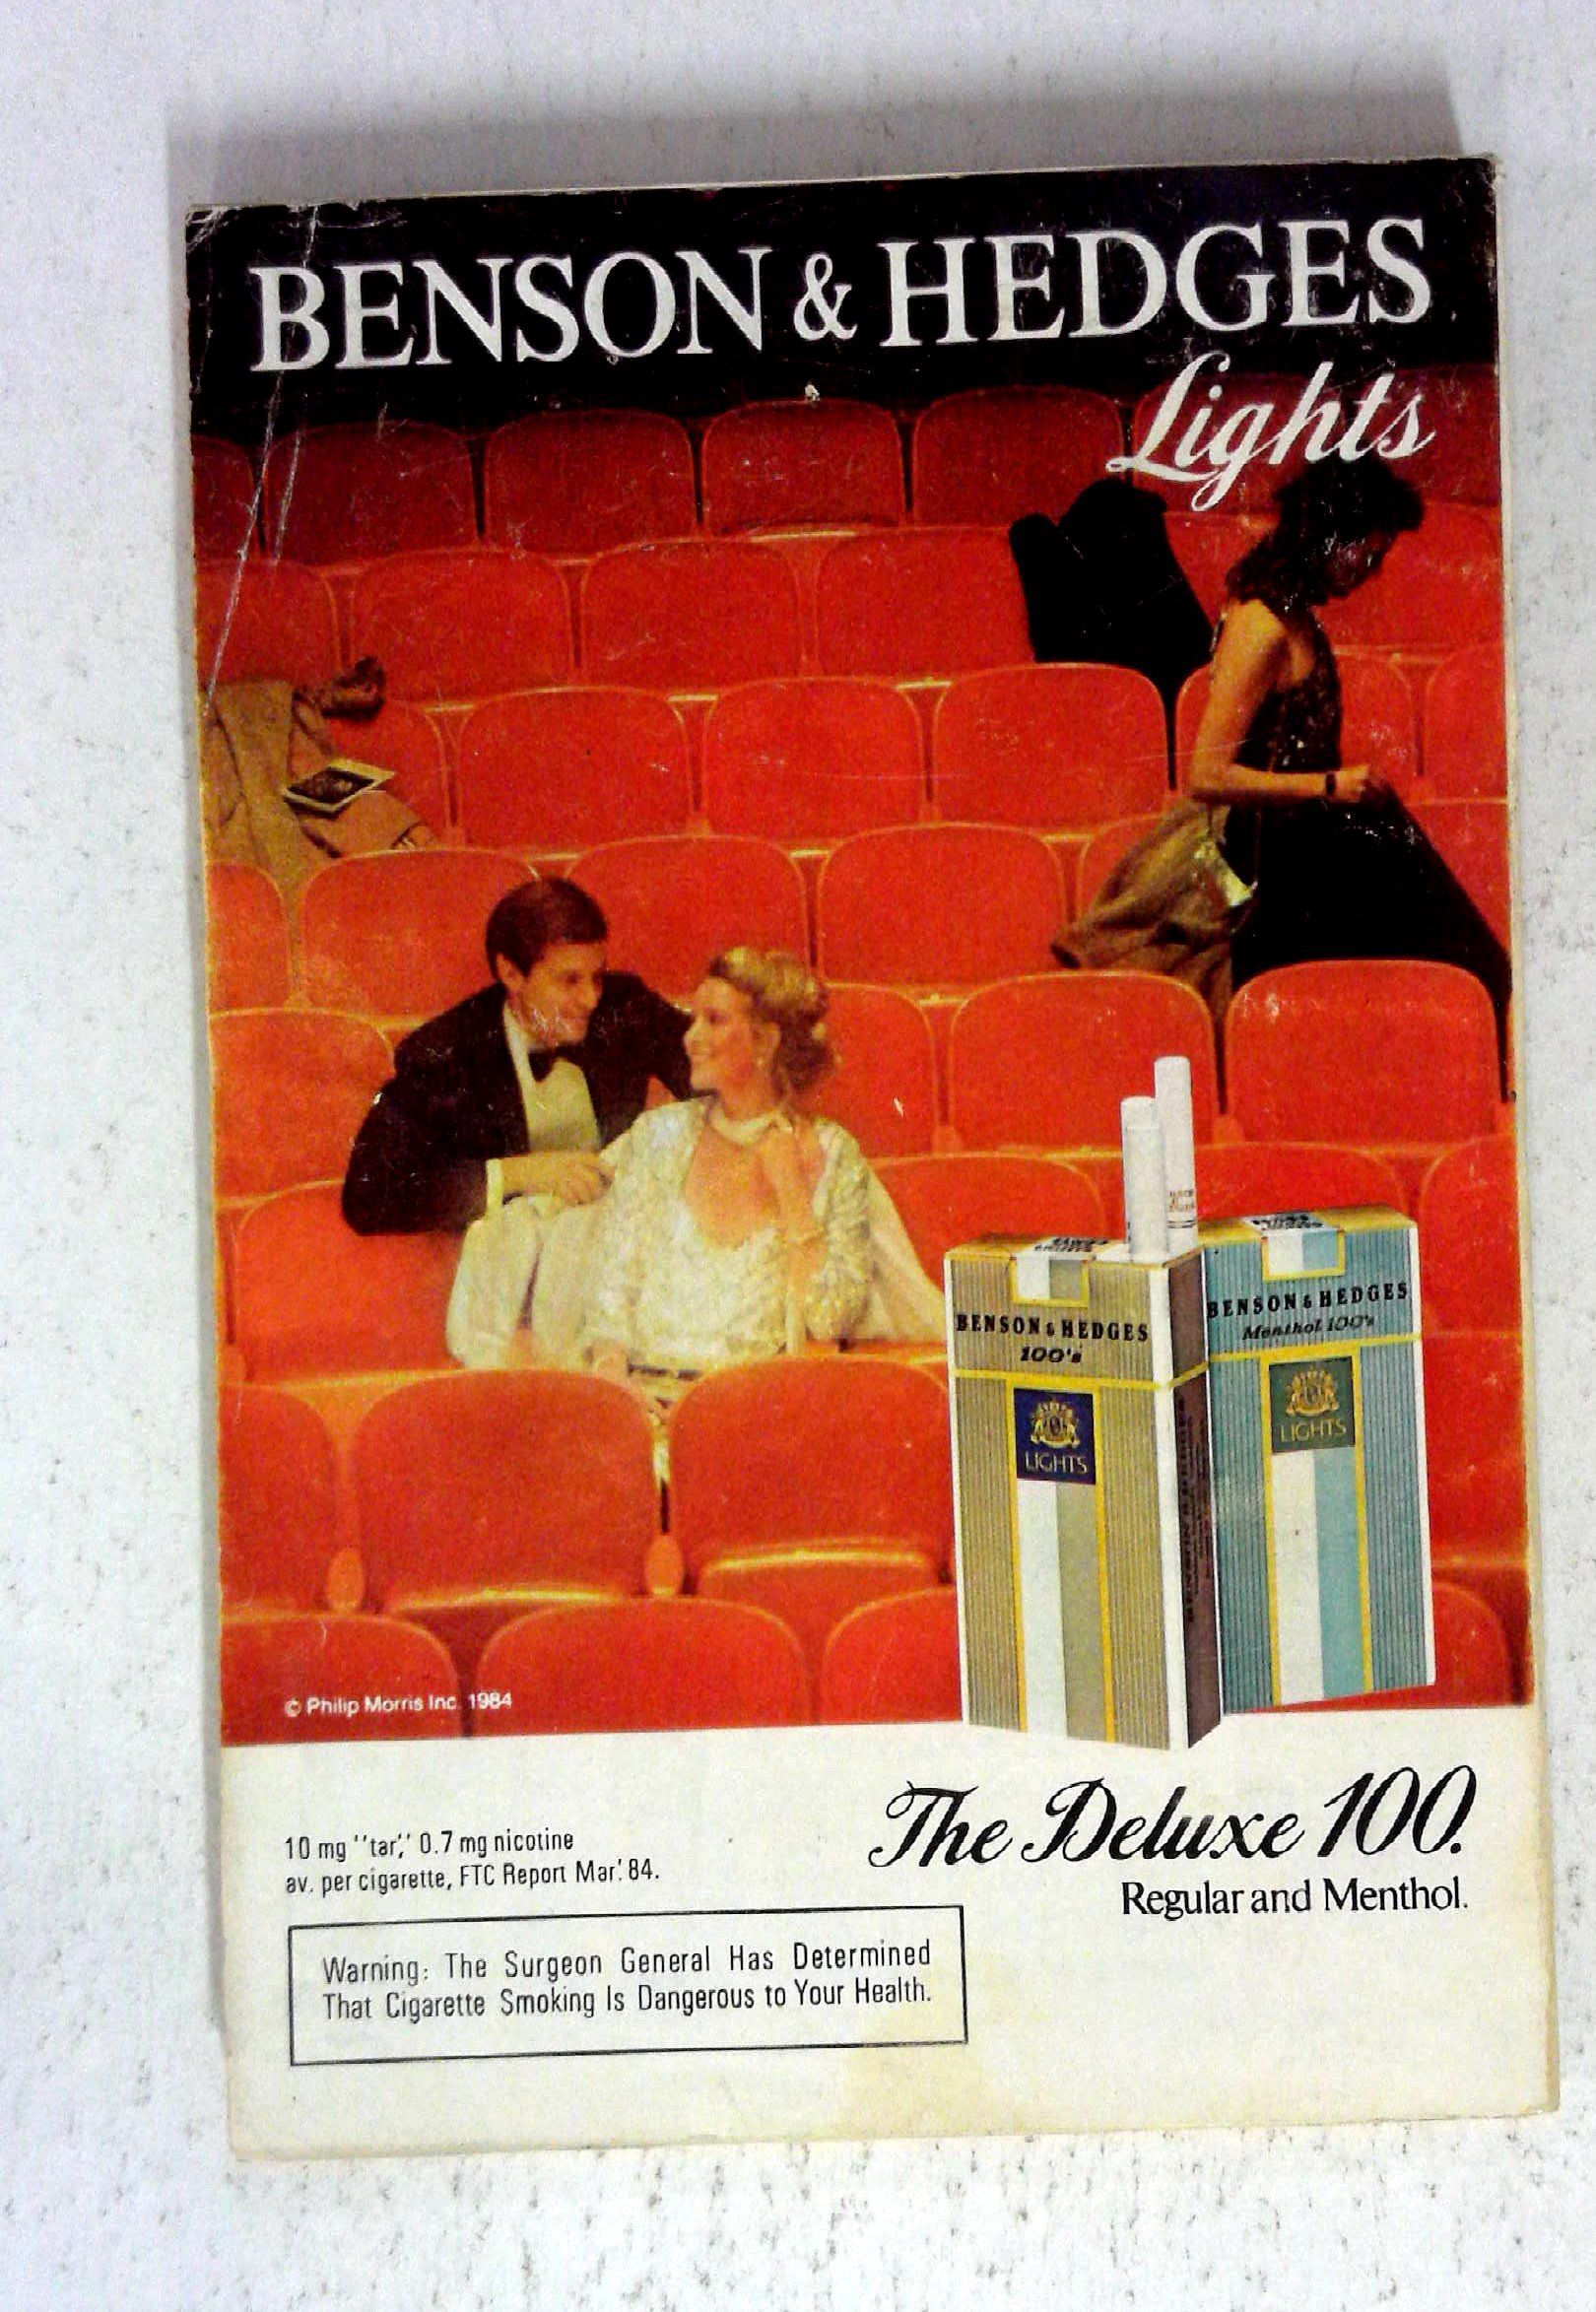 BENSON & HEDGES
Lights
BENSON & HEDGES
100's
LIGHTS
BENSON & HEDGES
Menthol 100's
LIGHTS
© Philip Morris Inc. 1984
The Deluxe 100.
Regular and Menthol.
10 mg "tar," 0.7 mg nicotine
av. per cigarette, FTC Report Mar.'84.
Warning: The Surgeon General Has Determined
That Cigarette Smoking Is Dangerous to Your Health.